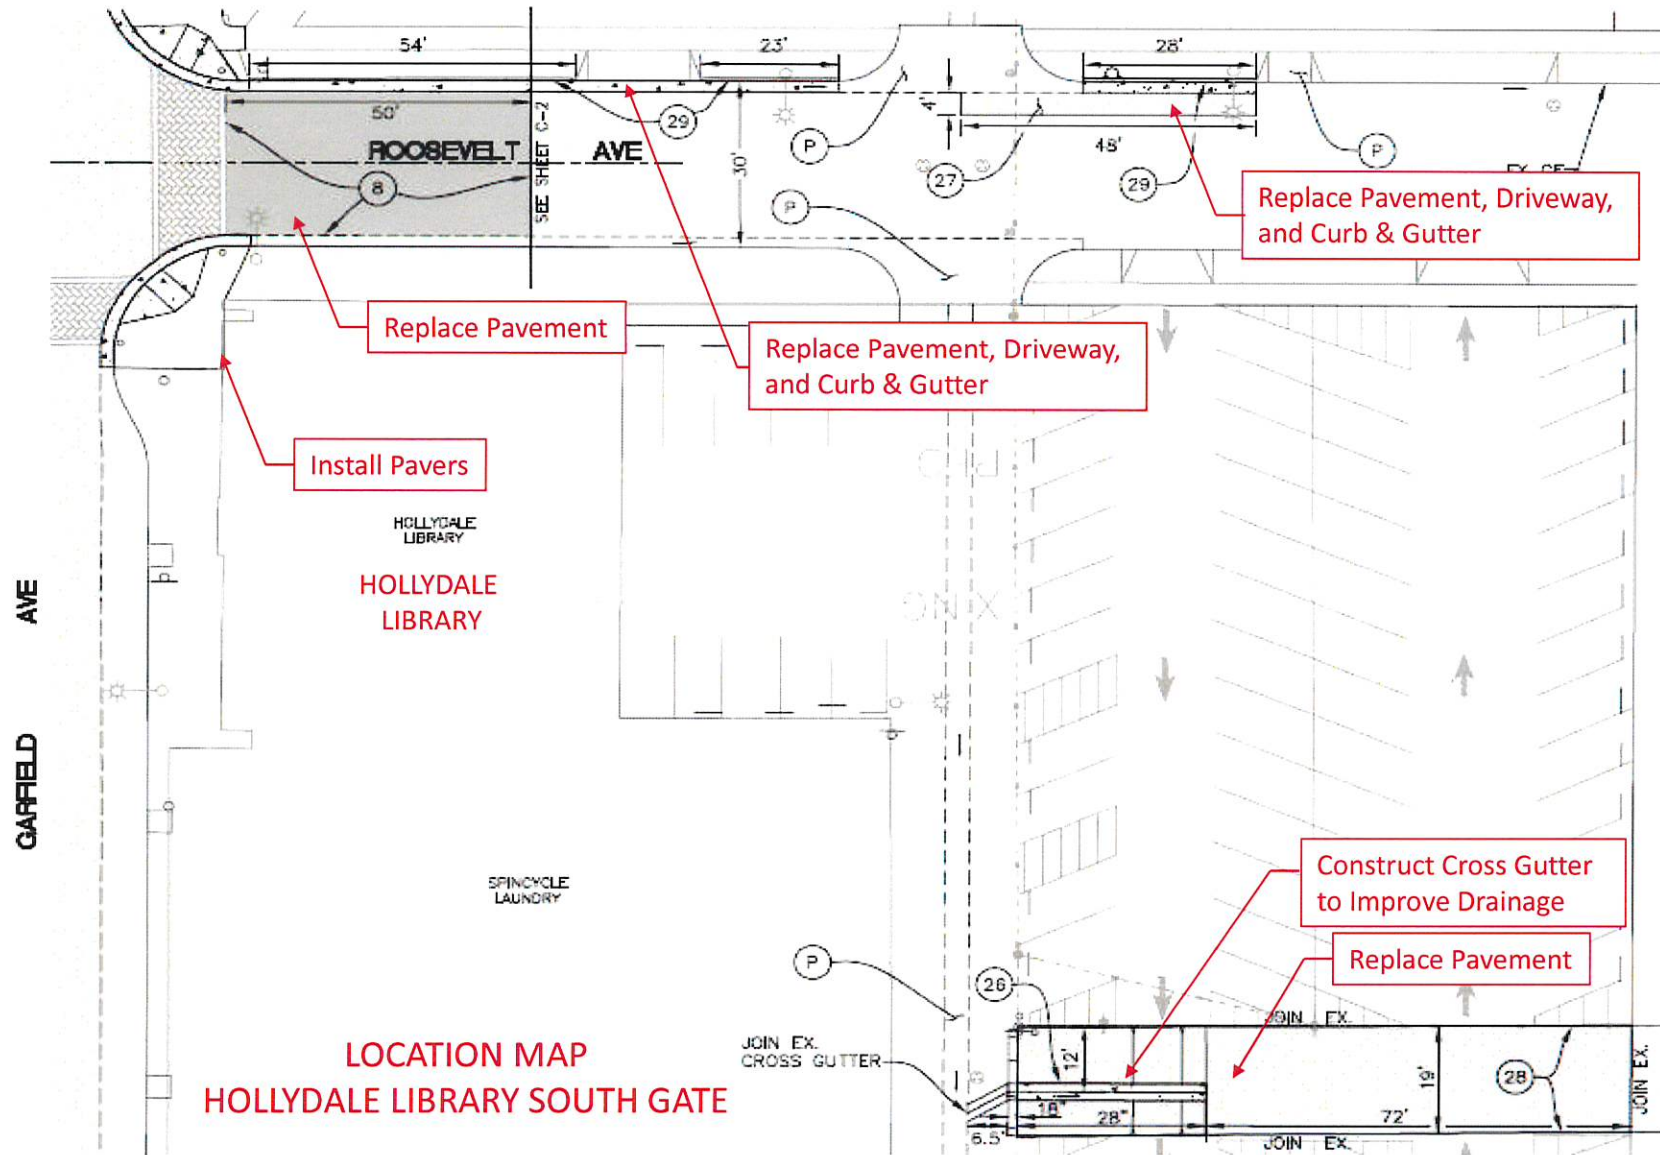 54'
23'
28'
50'
29
4'
SEE SHEET C-2
ROOSEVELT AVE
30'
P
27
48'
29
P
EX.
8
P
Replace Pavement, Driveway,
and Curb & Gutter
Replace Pavement
Replace Pavement, Driveway,
and Curb & Gutter
Install Pavers
HOLLYDALE
LIBRARY
HOLLYDALE
LIBRARY
XING
GARFIELD AVE
SPINCYCLE
LAUNDRY
Construct Cross Gutter
to Improve Drainage
Replace Pavement
P
26
JOIN EX.
JOIN EX.
CROSS GUTTER
12'
19'
28
JOIN EX.
18"
28"
72'
6.5'
JOIN EX.
LOCATION MAP
HOLLYDALE LIBRARY SOUTH GATE